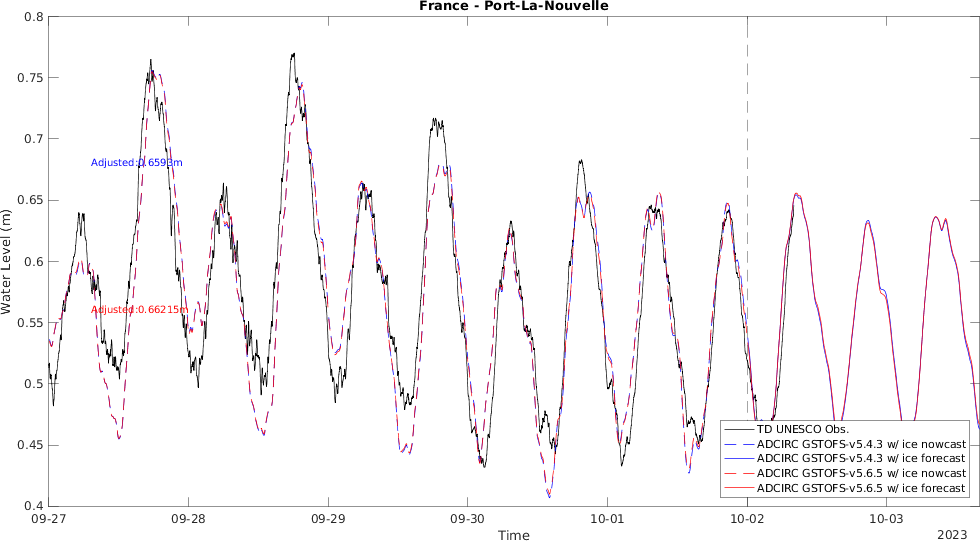 France - Port-La-Nouvelle
0.8
0.75
0.7
0.65
0.6
0.55
0.5
0.45
0.4
Water Level (m)
Adjusted:0.6593m
Adjusted:0.66215m
TD UNESCO Obs.
ADCIRC GSTOFS-v5.4.3 w/ ice nowcast
ADCIRC GSTOFS-v5.4.3 w/ ice forecast
ADCIRC GSTOFS-v5.6.5 w/ ice nowcast
ADCIRC GSTOFS-v5.6.5 w/ ice forecast
09-27 09-28 09-29 09-30 10-01 10-02 10-03
Time
2023